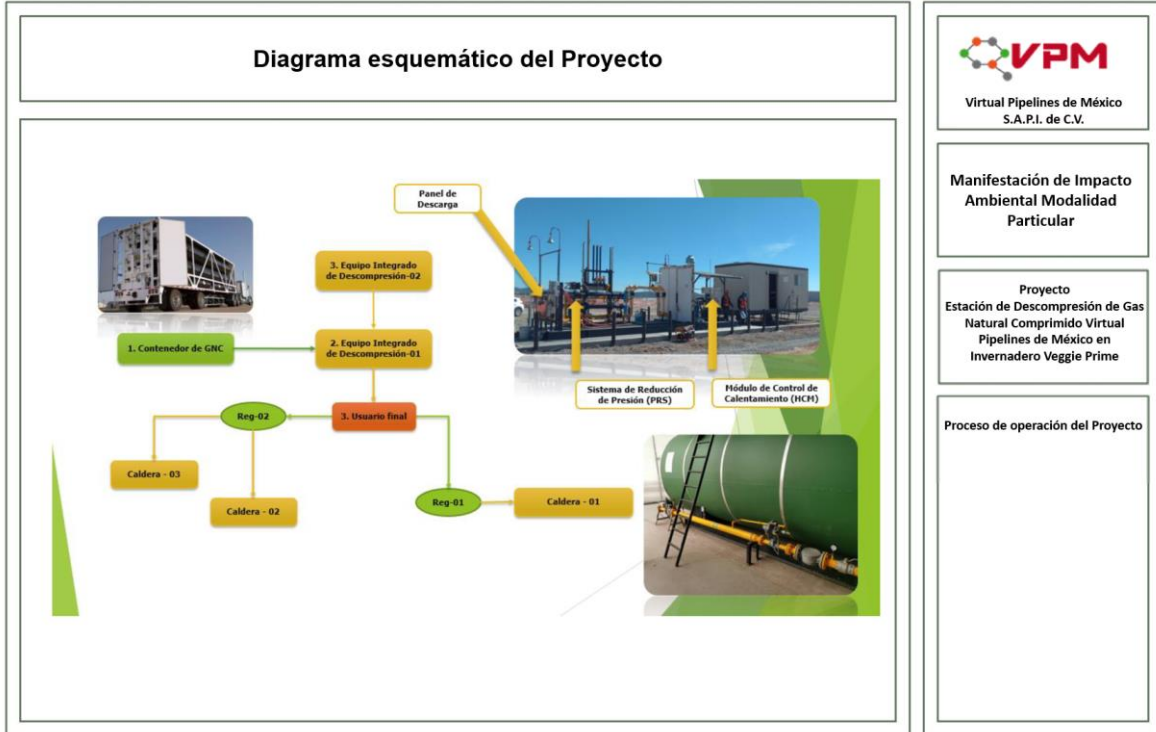 Diagrama esquemático del Proyecto
Panel de
Descarga
3. Equipo Integrado
de Descompresión-02
1. Contenedor de GNC
2. Equipo Integrado
de Descompresión-01
Sistema de Reducción
de Presión (PRS)
Módulo de Control de
Calentamiento (HCM)
Reg-02
3. Usuario final
Caldera - 03
Caldera - 02
Reg-01
Caldera - 01
VPM
Virtual Pipelines de México
S.A.P.I. de C.V.
Manifestación de Impacto
Ambiental Modalidad
Particular
Proyecto
Estación de Descompresión de Gas
Natural Comprimido Virtual
Pipelines de México en
Invernadero Veggie Prime
Proceso de operación del Proyecto